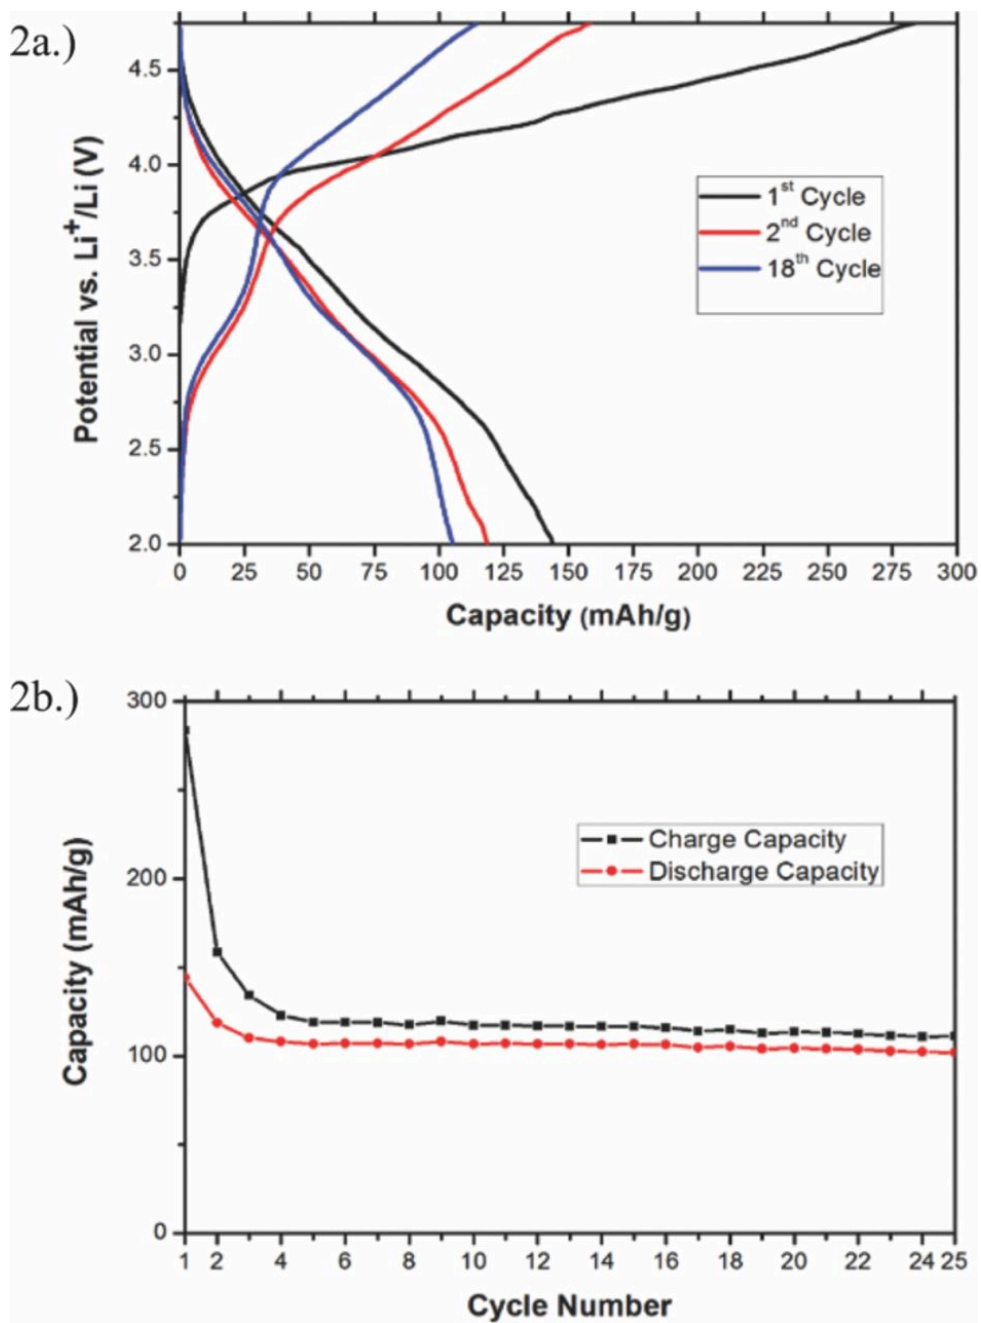 2a.)
Potential vs. Li⁺/Li (V)
4.5
4.0
3.5
3.0
2.5
2.0
1ˢᵗ Cycle
2ⁿᵈ Cycle
18ᵗʰ Cycle
0 25 50 75 100 125 150 175 200 225 250 275 300
Capacity (mAh/g)
2b.)
Capacity (mAh/g)
300
200
100
0
Charge Capacity
Discharge Capacity
1 2 4 6 8 10 12 14 16 18 20 22 24 25
Cycle Number